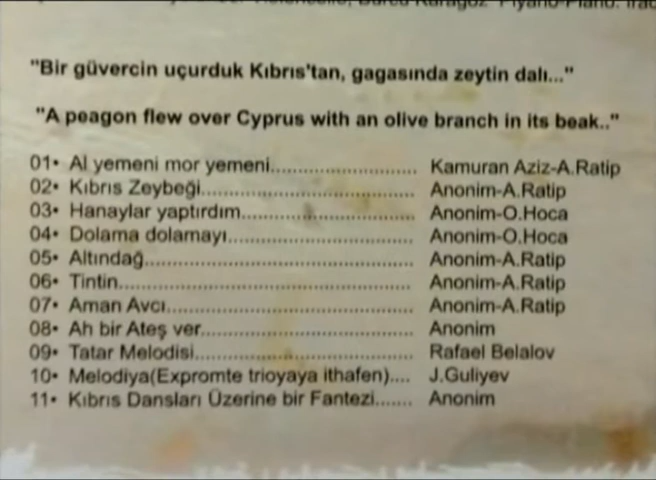 "Bir güvercin uçurduk Kıbrıs'tan, gagasında zeytin dalı..."
"A peagon flew over Cyprus with an olive branch in its beak.."
01• Al yemeni mor yemeni.......................... Kamuran Aziz-A.Ratip
02• Kıbrıs Zeybeği...................................... Anonim-A.Ratip
03• Hanaylar yaptırdım............................... Anonim-O.Hoca
04• Dolama dolamayı................................. Anonim-O.Hoca
05• Altındağ................................................ Anonim-A.Ratip
06• Tintin.................................................... Anonim-A.Ratip
07• Aman Avcı............................................ Anonim-A.Ratip
08• Ah bir Ateş ver...................................... Anonim
09• Tatar Melodisi....................................... Rafael Belalov
10• Melodiya(Expromte trioyaya ithafen).... J.Guliyev
11• Kıbrıs Dansları Üzerine bir Fantezi....... Anonim